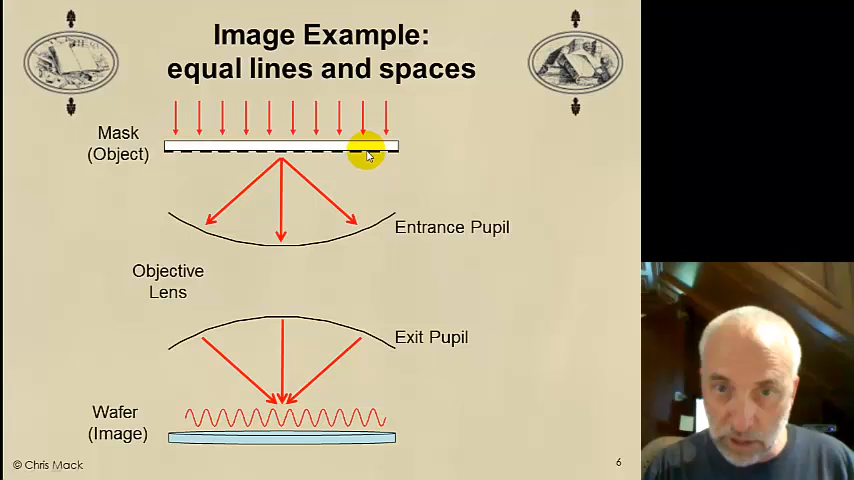 Image Example:
equal lines and spaces
Mask
(Object)
Entrance Pupil
Objective
Lens
Exit Pupil
Wafer
(Image)
© Chris Mack
6